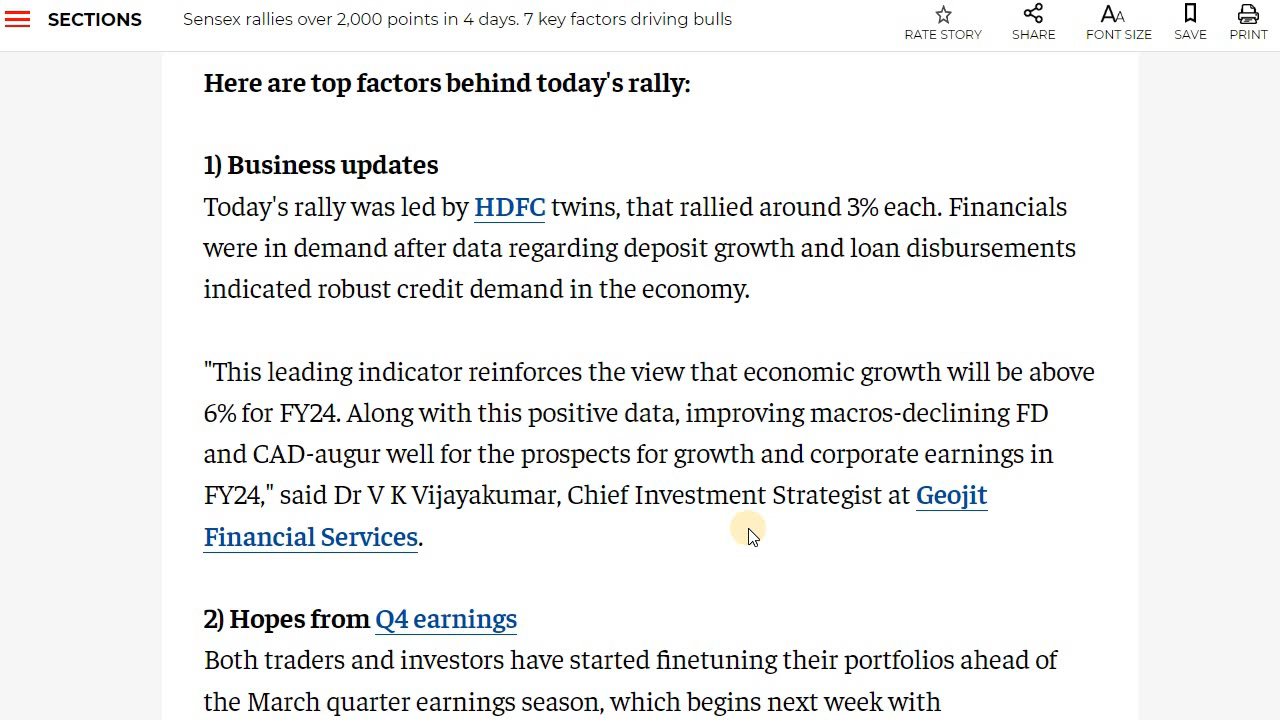 SECTIONS
Sensex rallies over 2,000 points in 4 days. 7 key factors driving bulls
RATE STORY
SHARE
FONT SIZE
SAVE
PRINT
Here are top factors behind today's rally:
1) Business updates
Today's rally was led by HDFC twins, that rallied around 3% each. Financials
were in demand after data regarding deposit growth and loan disbursements
indicated robust credit demand in the economy.
"This leading indicator reinforces the view that economic growth will be above
6% for FY24. Along with this positive data, improving macros-declining FD
and CAD-augur well for the prospects for growth and corporate earnings in
FY24," said Dr V K Vijayakumar, Chief Investment Strategist at Geojit
Financial Services.
2) Hopes from Q4 earnings
Both traders and investors have started finetuning their portfolios ahead of
the March quarter earnings season, which begins next week with